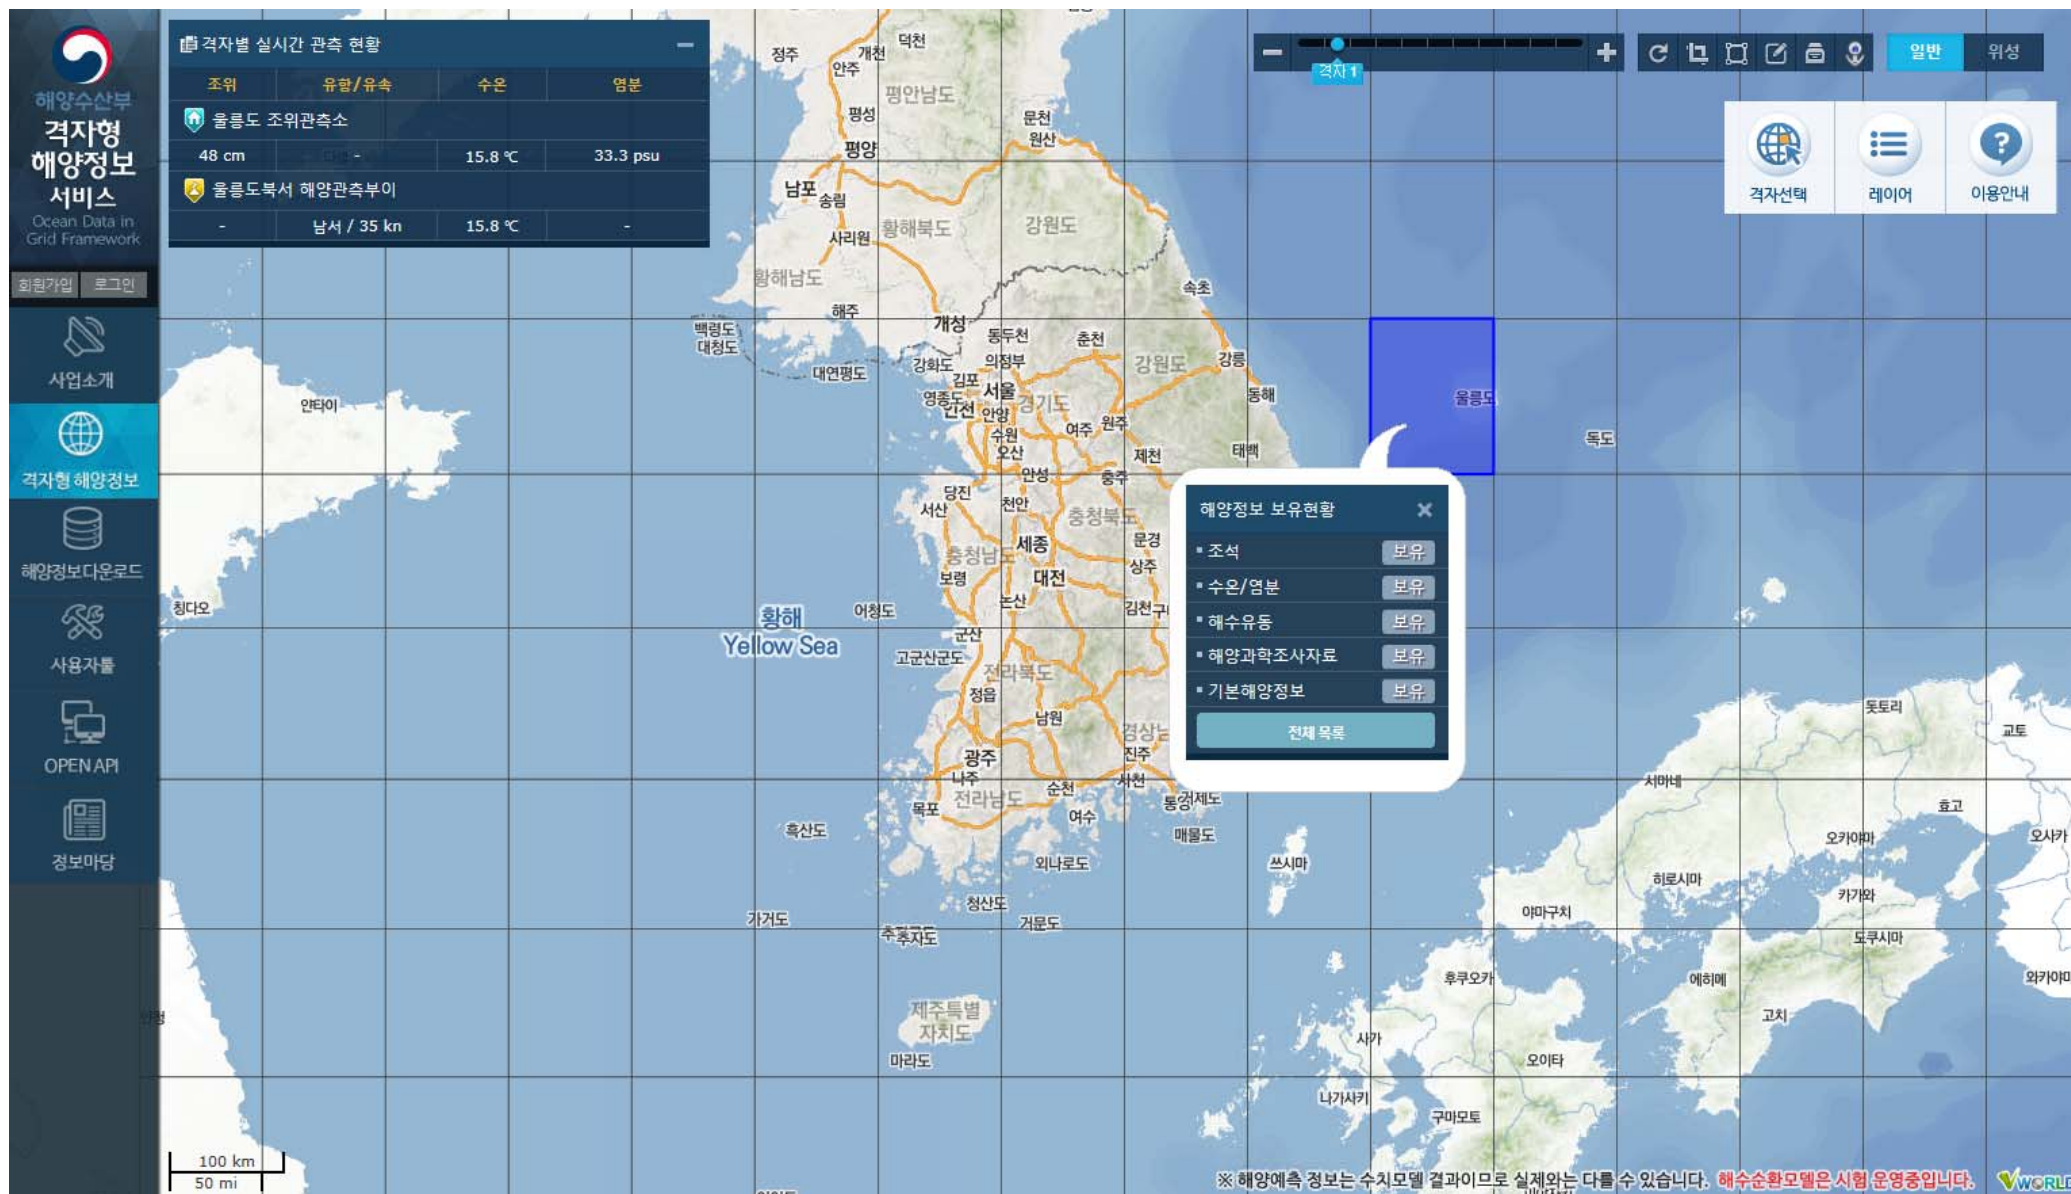 해양수산부
격자형
해양정보
서비스
Ocean Data in
Grid Framework
회원가입 로그인
사업소개
격자형 해양정보
해양정보다운로드
사용자툴
OPEN API
정보마당
격자별 실시간 관측 현황
조위 유향/유속 수온 염분
울릉도 조위관측소
48 cm - 15.8 ℃ 33.3 psu
울릉도북서 해양관측부이
- 남서 / 35 kn 15.8 ℃ -
격자 1
일반 위성
격자선택 레이어 이용안내
정주
개천
덕천
안주
평안남도
평성
문천
원산
평양
남포
송림
황해북도
강원도
사리원
황해남도
속초
해주
개성
백령도
대청도
동두천
춘천
대연평도
강화도
의정부
강원도
강릉
김포
서울
영종도
인천
안양
경기도
동해
울릉도
옌타이
수원
여주
원주
독도
오산
태백
제천
안성
충주
당진
서산
천안
충청북도
세종
문경
충청남도
상주
보령
대전
칭다오
황해
Yellow Sea
어청도
논산
김천
군산
고군산군도
전라북도
정읍
남원
광주
진주
나주
사천
전라남도
순천
목포
통영
거제도
여수
흑산도
매물도
외나로도
쓰시마
청산도
가거도
거문도
추자도
제주특별
자치도
마라도
해양정보 보유현황
조석 보유
수온/염분 보유
해수유동 보유
해양과학조사자료 보유
기본해양정보 보유
전체 목록
돗토리
교토
시마네
효고
오카야마
오사카
히로시마
카가와
야마구치
도쿠시마
후쿠오카
에히메
고치
사가
오이타
나가사키
구마모토
100 km
50 mi
※ 해양예측 정보는 수치모델 결과이므로 실제와는 다를 수 있습니다. 해수순환모델은 시험 운영중입니다.